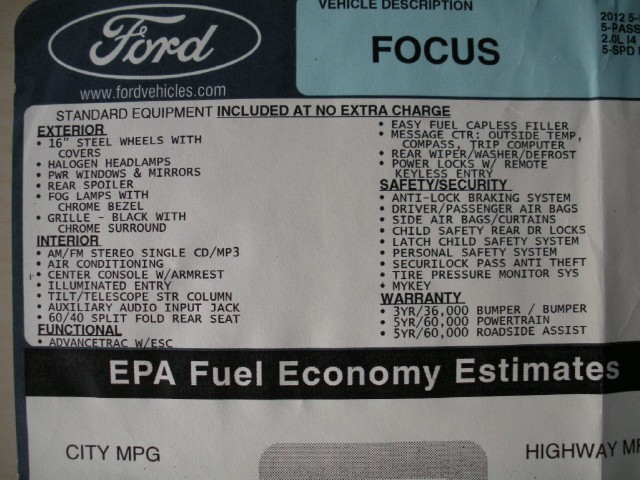 Ford
www.fordvehicles.com
VEHICLE DESCRIPTION
FOCUS
2012 5-
5-PASS
2.0L I4
5-SPD
STANDARD EQUIPMENT INCLUDED AT NO EXTRA CHARGE
EXTERIOR
• 16" STEEL WHEELS WITH
COVERS
• HALOGEN HEADLAMPS
• PWR WINDOWS & MIRRORS
• REAR SPOILER
• FOG LAMPS WITH
CHROME BEZEL
• GRILLE - BLACK WITH
CHROME SURROUND
INTERIOR
• AM/FM STEREO SINGLE CD/MP3
• AIR CONDITIONING
• CENTER CONSOLE W/ARMREST
• ILLUMINATED ENTRY
• TILT/TELESCOPE STR COLUMN
• AUXILIARY AUDIO INPUT JACK
• 60/40 SPLIT FOLD REAR SEAT
FUNCTIONAL
• ADVANCETRAC W/ESC
• EASY FUEL CAPLESS FILLER
• MESSAGE CTR: OUTSIDE TEMP,
COMPASS, TRIP COMPUTER
• REAR WIPER/WASHER/DEFROST
• POWER LOCKS W/ REMOTE
KEYLESS ENTRY
SAFETY/SECURITY
• ANTI-LOCK BRAKING SYSTEM
• DRIVER/PASSENGER AIR BAGS
• SIDE AIR BAGS/CURTAINS
• CHILD SAFETY REAR DR LOCKS
• LATCH CHILD SAFETY SYSTEM
• PERSONAL SAFETY SYSTEM
• SECURILOCK PASS ANTI THEFT
• TIRE PRESSURE MONITOR SYS
• MYKEY
WARRANTY
• 3YR/36,000 BUMPER / BUMPER
• 5YR/60,000 POWERTRAIN
• 5YR/60,000 ROADSIDE ASSIST
EPA Fuel Economy Estimates
CITY MPG
HIGHWAY